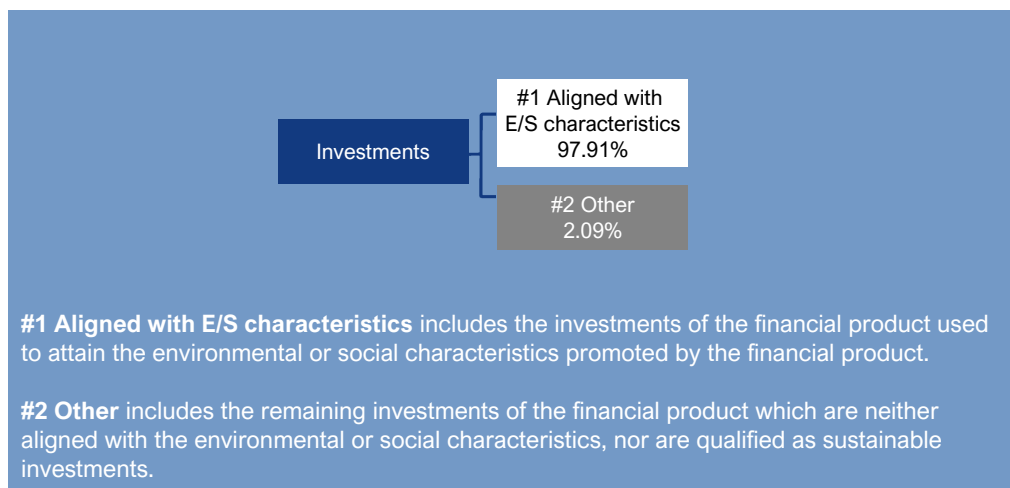 Investments
#1 Aligned with
E/S characteristics
97.91%
#2 Other
2.09%
#1 Aligned with E/S characteristics includes the investments of the financial product used
to attain the environmental or social characteristics promoted by the financial product.
#2 Other includes the remaining investments of the financial product which are neither
aligned with the environmental or social characteristics, nor are qualified as sustainable
investments.